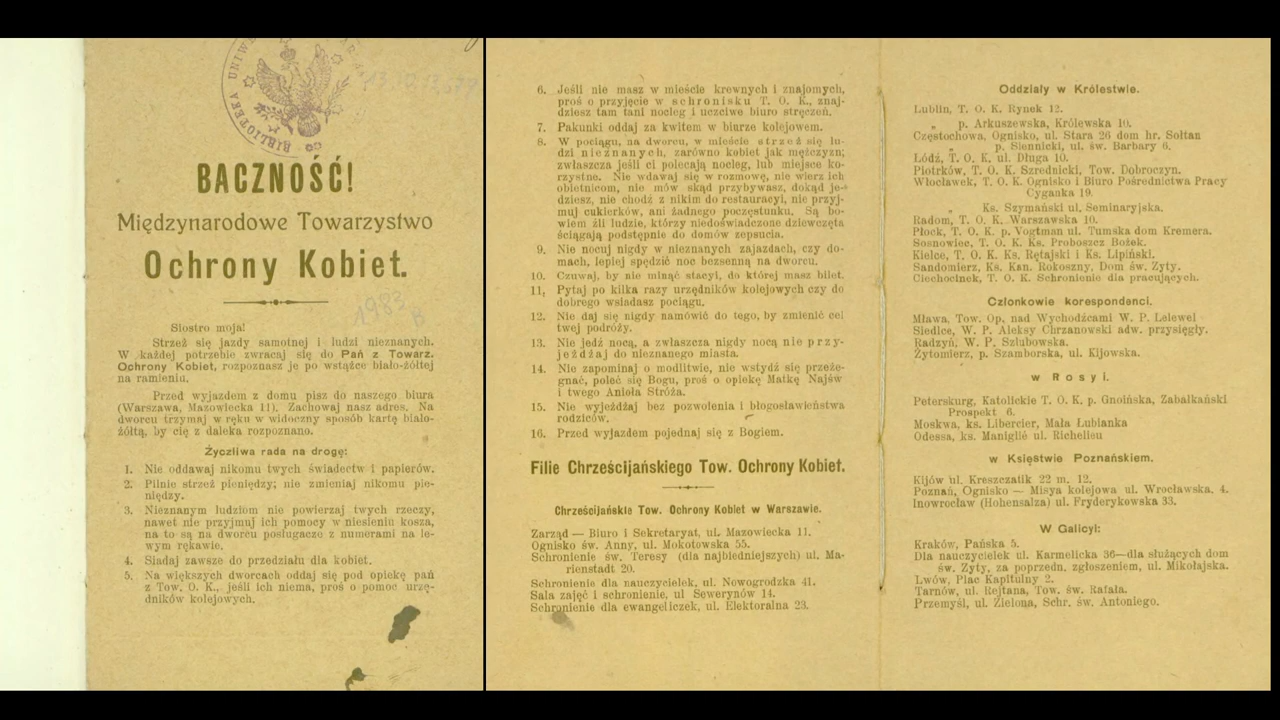 BIBLIOTEKA UNIWE
BACZNOŚĆ!
Międzynarodowe Towarzystwo
Ochrony Kobiet.
1983
B
Siostro moja!
Strzeż się jazdy samotnej i ludzi nieznanych.
W każdej potrzebie zwracaj się do Pań z Towarz.
Ochrony Kobiet, rozpoznasz je po wstążce biało-żółtej
na ramieniu.
Przed wyjazdem z domu pisz do naszego biura
(Warszawa, Mazowiecka 11). Zachowaj nasz adres. Na
dworcu trzymaj w ręku w widoczny sposób kartę biało-
żółtą, by cię z daleka rozpoznano.
Życzliwa rada na drogę:
1. Nie oddawaj nikomu twych świadectw i papierów.
2. Pilnie strzeż pieniędzy; nie zmieniaj nikomu pie-
niędzy.
3. Nieznanym ludziom nie powierzaj twych rzeczy,
nawet nie przyjmuj ich pomocy w niesieniu kosza,
na to są na dworcu posługacze z numerami na le-
wym rękawie.
4. Siadaj zawsze do przedziału dla kobiet.
5. Na większych dworcach oddaj się pod opiekę pań
z Tow. O. K., jeśli ich niema, proś o pomoc urzę-
dników kolejowych.
6. Jeśli nie masz w mieście krewnych i znajomych,
proś o przyjęcie w schronisku T. O. K., znaj-
dziesz tam tani nocleg i uczciwe biuro stręczeń.
7. Pakunki oddaj za kwitem w biurze kolejowem.
8. W pociągu, na dworcu, w mieście strzeż się lu-
dzi nieznanych, zarówno kobiet jak mężczyzn;
zwłaszcza jeśli ci polecają nocleg, lub miejsce ko-
rzystne. Nie wdawaj się w rozmowę, nie wierz ich
obietnicom, nie mów skąd przybywasz, dokąd je-
dziesz, nie chodź z nikim do restauracyi, nie przyj-
muj cukierków, ani żadnego poczęstunku. Są bo-
wiem źli ludzie, którzy niedoświadczone dziewczęta
ściągają podstępnie do domów zepsucia.
9. Nie nocuj nigdy w nieznanych zajazdach, czy do-
mach, lepiej spędzić noc bezsenną na dworcu.
10. Czuwaj, by nie minąć stacyi, do której masz bilet.
11. Pytaj po kilka razy urzędników kolejowych czy do
dobrego wsiadasz pociągu.
12. Nie daj się nigdy namówić do tego, by zmienić cel
twej podróży.
13. Nie jedź nocą, a zwłaszcza nigdy nocą nie przy-
jeżdżaj do nieznanego miasta.
14. Nie zapominaj o modlitwie, nie wstydź się przeże-
gnać, poleć się Bogu, proś o opiekę Matkę Najśw
i twego Anioła Stróża.
15. Nie wyjeżdżaj bez pozwolenia i błogosławieństwa
rodziców.
16. Przed wyjazdem pojednaj się z Bogiem.
Filie Chrześcijańskiego Tow. Ochrony Kobiet.
Chrześcijańskie Tow. Ochrony Kobiet w Warszawie.
Zarząd — Biuro i Sekretaryat, ul. Mazowiecka 11.
Ognisko św. Anny, ul. Mokotowska 55.
Schronienie św. Teresy (dla najbiedniejszych) ul. Ma-
rienstadt 20.
Schronienie dla nauczycielek, ul. Nowogrodzka 41.
Sala zajęć i schronienie, ul Sewerynów 14.
Schronienie dla ewangeliczek, ul. Elektoralna 23.
Oddziały w Królestwie.
Lublin, T. O. K. Rynek 12.
„ p. Arkuszewska, Królewska 10.
Częstochowa, Ognisko, ul. Stara 26 dom hr. Sołtan
„ p. Siennicki, ul. św. Barbary 6.
Łódź, T. O. K. ul. Długa 10.
Piotrków, T. O. K. Szrednicki, Tow. Dobroczyn.
Włocławek, T. O. K. Ognisko i Biuro Pośrednictwa Pracy
Cyganka 19.
„ Ks. Szymański ul. Seminaryjska.
Radom, T. O. K. Warszawska 10.
Płock, T. O. K. p. Vogtman ul. Tumska dom Kremera.
Sosnowiec, T. O. K. Ks. Proboszcz Bożek.
Kielce, T. O. K. Ks. Rętajski i Ks. Lipiński.
Sandomierz, Ks. Kan. Rokoszny, Dom św. Zyty.
Ciechocinek, T. O. K. Schronienie dla pracujących.
Członkowie korespondenci.
Mława, Tow. Op. nad Wychodźcami W. P. Lelewel
Siedlce, W. P. Aleksy Chrzanowski adw. przysięgły.
Radzyń, W. P. Szlubowska.
Żytomierz, p. Szamborska, ul. Kijowska.
w Rosyi.
Peterskurg, Katolickie T. O. K. p. Gnoińska, Zabałkański
Prospekt 6.
Moskwa, ks. Libercier, Mała Lubianka
Odessa, ks. Maniglié ul. Richelieu
w Księstwie Poznańskiem.
Kijów ul. Kreszczatik 22 m. 12.
Poznań, Ognisko — Misya kolejowa ul. Wrocławska. 4.
Inowrocław (Hohensalza) ul. Fryderykowska 33.
W Galicyi:
Kraków, Pańska 5.
Dla nauczycielek ul. Karmelicka 36—dla służących dom
św. Zyty, za poprzedn. zgłoszeniem, ul. Mikołajska.
Lwów, Plac Kapitulny 2.
Tarnów, ul. Rejtana, Tow. św. Rafała.
Przemyśl, ul. Zielona, Schr. św. Antoniego.